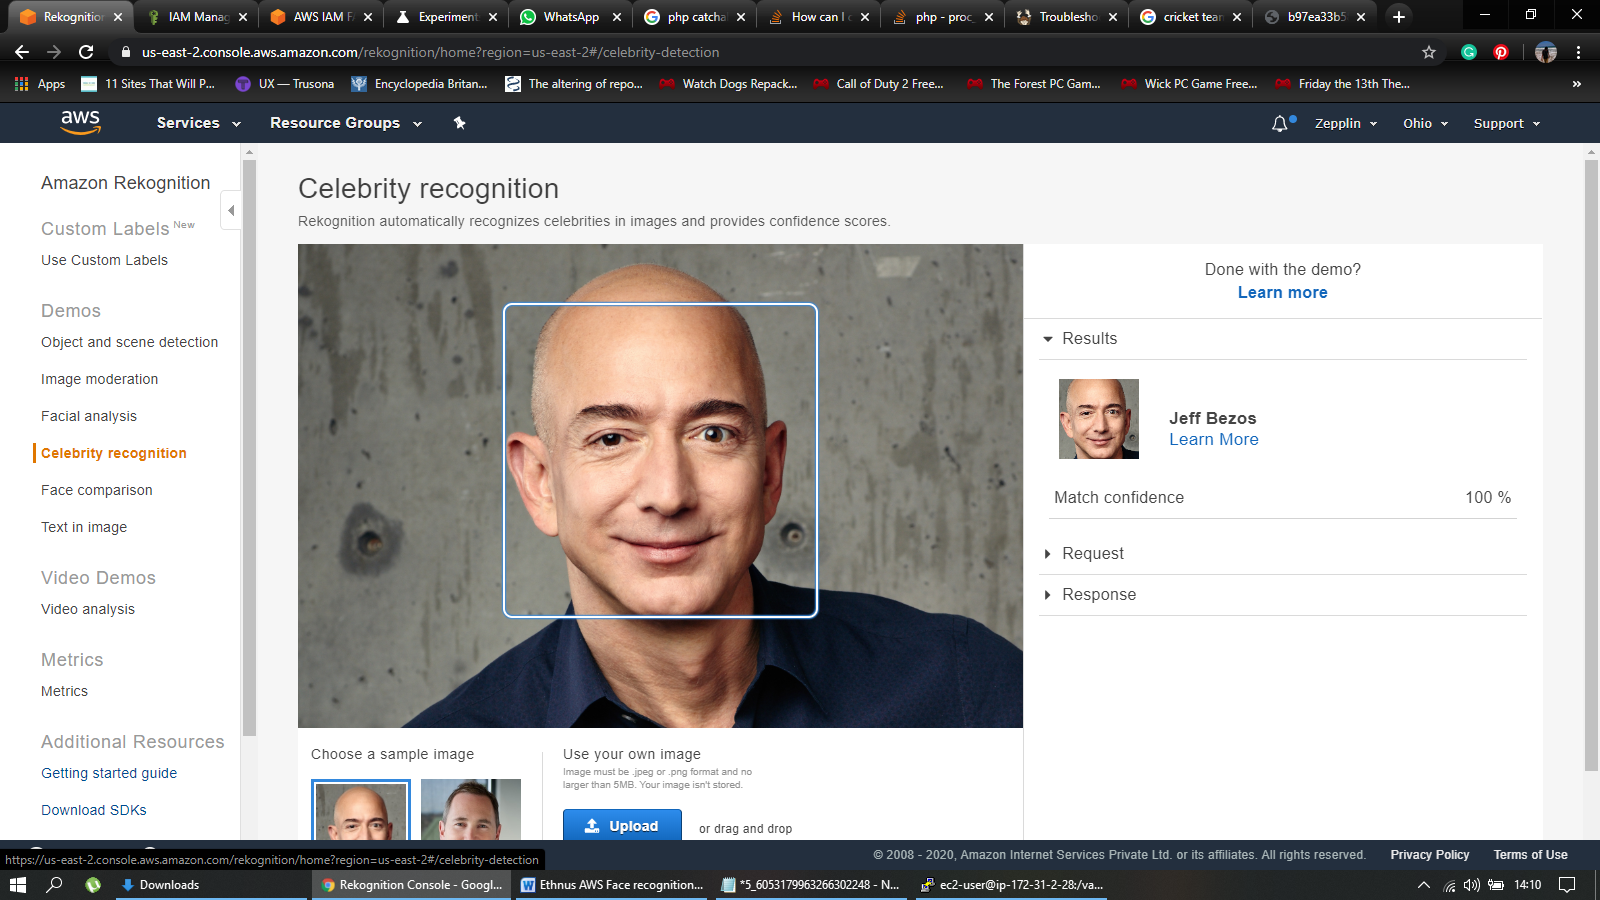 Rekognition
IAM Manag
AWS IAM F
Experiment
WhatsApp
php catcha
How can I c
php - proc_
Troublesho
cricket tean
b97ea33b5
us-east-2.console.aws.amazon.com/rekognition/home?region=us-east-2#/celebrity-detection
Apps
11 Sites That Will P...
UX — Trusona
Encyclopedia Britan...
The altering of repo...
Watch Dogs Repack...
Call of Duty 2 Free...
The Forest PC Gam...
Wick PC Game Free...
Friday the 13th The...
»
aws
Services
Resource Groups
Zepplin
Ohio
Support
Amazon Rekognition
Custom Labels New
Use Custom Labels
Demos
Object and scene detection
Image moderation
Facial analysis
Celebrity recognition
Face comparison
Text in image
Video Demos
Video analysis
Metrics
Metrics
Additional Resources
Getting started guide
Download SDKs
Celebrity recognition
Rekognition automatically recognizes celebrities in images and provides confidence scores.
Done with the demo?
Learn more
Results
Jeff Bezos
Learn More
Match confidence 100 %
Request
Response
Choose a sample image
Use your own image
Image must be .jpeg or .png format and no
larger than 5MB. Your image isn't stored.
Upload
or drag and drop
https://us-east-2.console.aws.amazon.com/rekognition/home?region=us-east-2#/celebrity-detection
© 2008 - 2020, Amazon Internet Services Private Ltd. or its affiliates. All rights reserved.
Privacy Policy
Terms of Use
Downloads
Rekognition Console - Googl...
Ethnus AWS Face recognition...
*5_6053179963266302248 - N...
ec2-user@ip-172-31-2-28:/va...
14:10